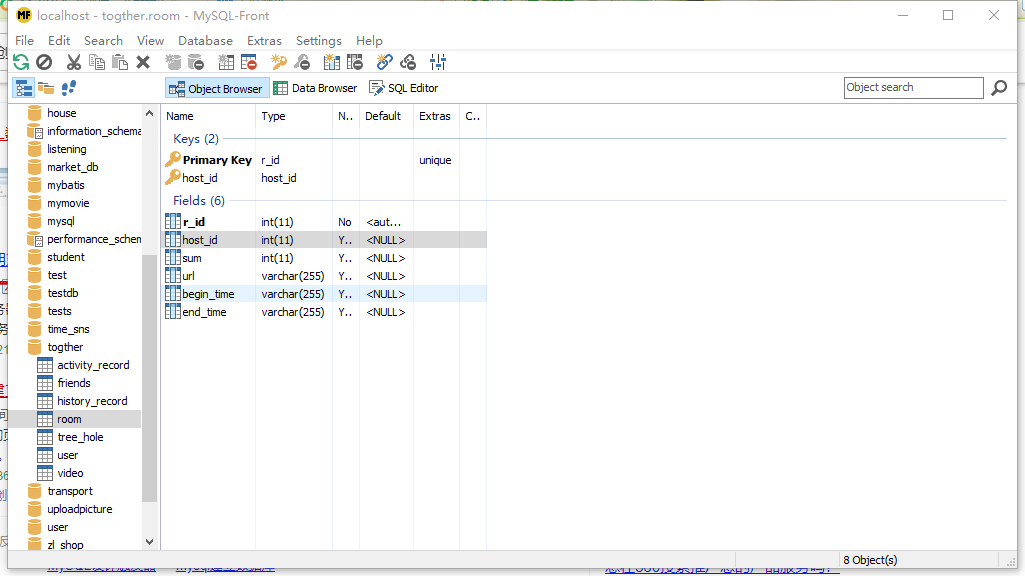 localhost - togther.room - MySQL-Front
File Edit Search View Database Extras Settings Help
Object Browser Data Browser SQL Editor Object search
house
information_schema
listening
market_db
mybatis
mymovie
mysql
performance_schem
student
test
testdb
tests
time_sns
togther
activity_record
friends
history_record
room
tree_hole
user
video
transport
uploadpicture
user
zl_shop
Name Type N.. Default Extras C..
Keys (2)
Primary Key r_id unique
host_id host_id
Fields (6)
r_id int(11) No <aut...
host_id int(11) Y.. <NULL>
sum int(11) Y.. <NULL>
url varchar(255) Y.. <NULL>
begin_time varchar(255) Y.. <NULL>
end_time varchar(255) Y.. <NULL>
8 Object(s)